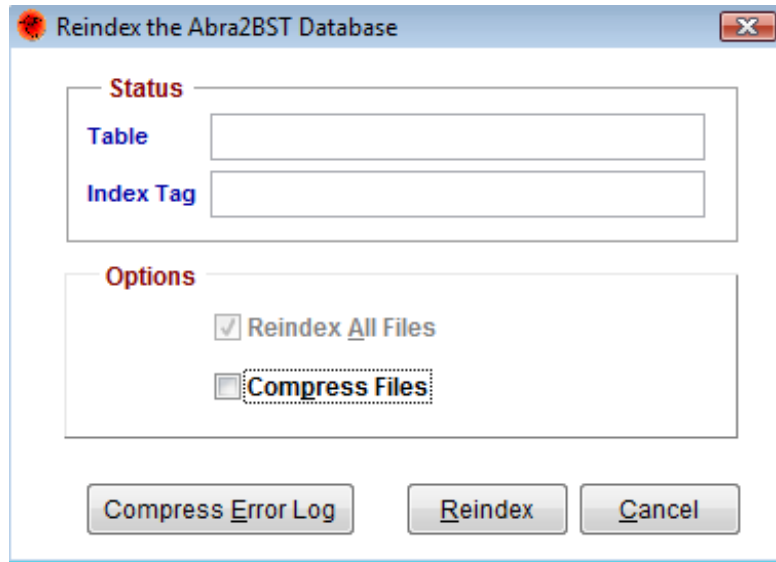 Reindex the Abra2BST Database
Status
Table
Index Tag
Options
Reindex All Files
Compress Files
Compress Error Log Reindex Cancel